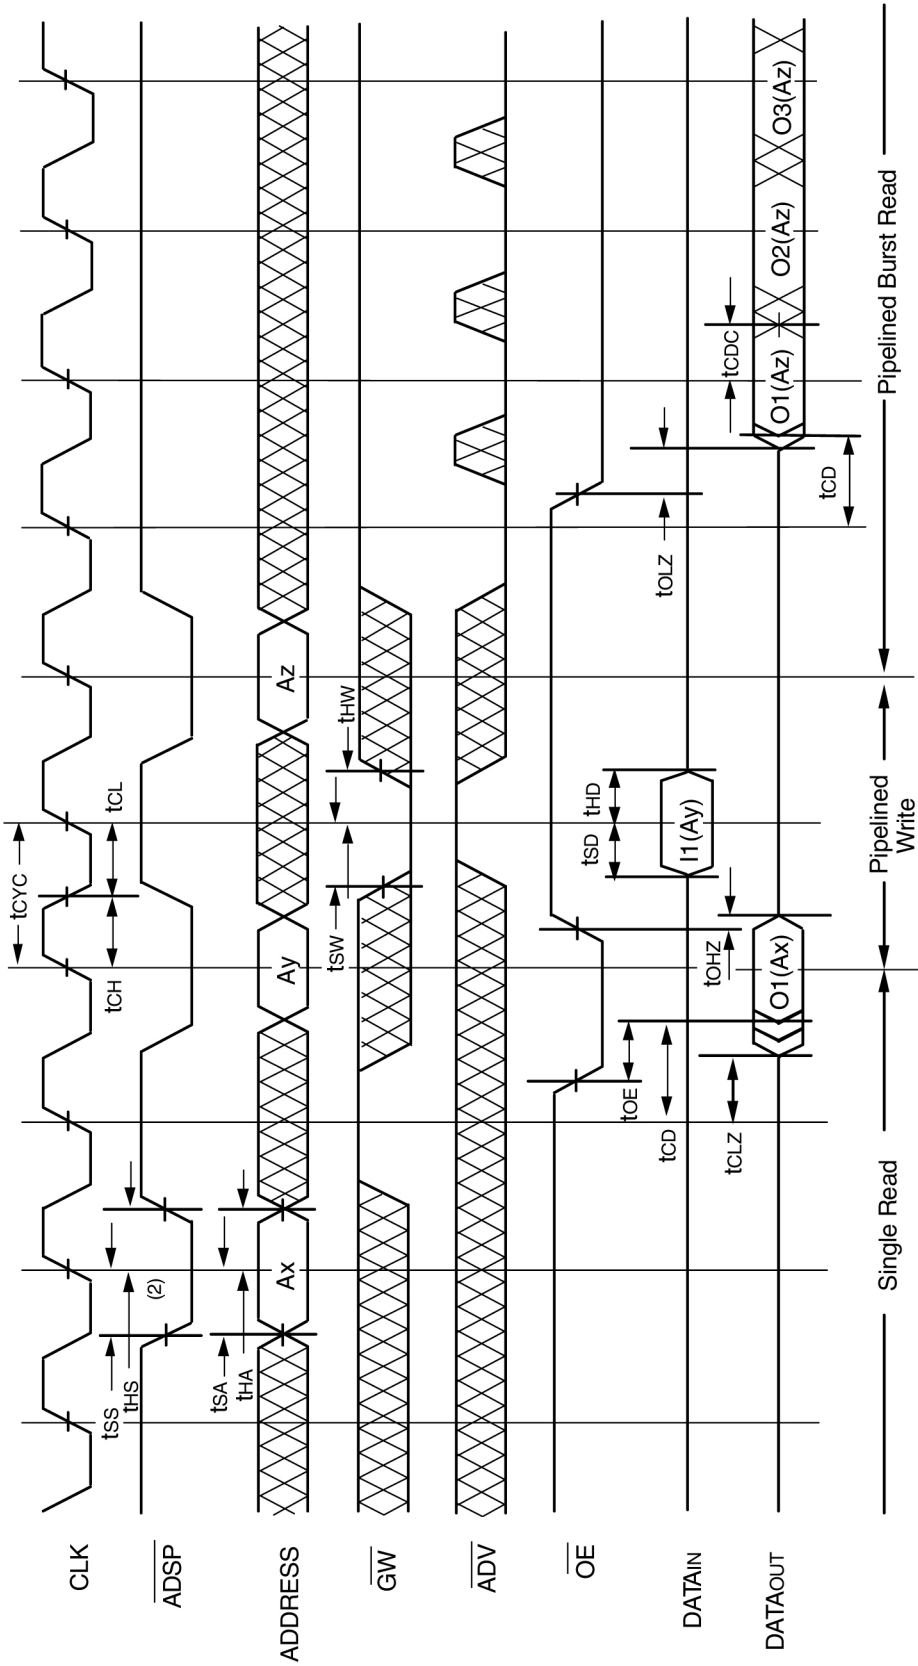 CLK
tCYC
tCH
tCL
ADSP
tSS
tHS
(2)
ADDRESS
tSA
tHA
Ax
Ay
Az
GW
tSW
tHW
ADV
OE
tOE
tCD
tOHZ
tCLZ
tOLZ
DATAIN
tSD
tHD
I1(Ay)
DATAOUT
O1(Ax)
O1(Az)
O2(Az)
O3(Az)
tCDC
tCD
Single Read
Pipelined
Write
Pipelined Burst Read